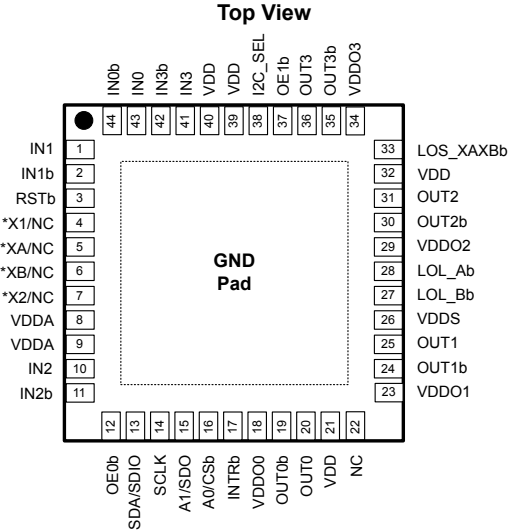 Top View
IN0b
IN0
IN3b
IN3
VDD
VDD
I2C_SEL
OE1b
OUT3
OUT3b
VDDO3
44
43
42
41
40
39
38
37
36
35
34
IN1 1
IN1b 2
RSTb 3
*X1/NC 4
*XA/NC 5
*XB/NC 6
*X2/NC 7
VDDA 8
VDDA 9
IN2 10
IN2b 11
GND
Pad
33 LOS_XAXBb
32 VDD
31 OUT2
30 OUT2b
29 VDDO2
28 LOL_Ab
27 LOL_Bb
26 VDDS
25 OUT1
24 OUT1b
23 VDDO1
12
13
14
15
16
17
18
19
20
21
22
OE0b
SDA/SDIO
SCLK
A1/SDO
A0/CSb
INTRb
VDDO0
OUT0b
OUT0
VDD
NC